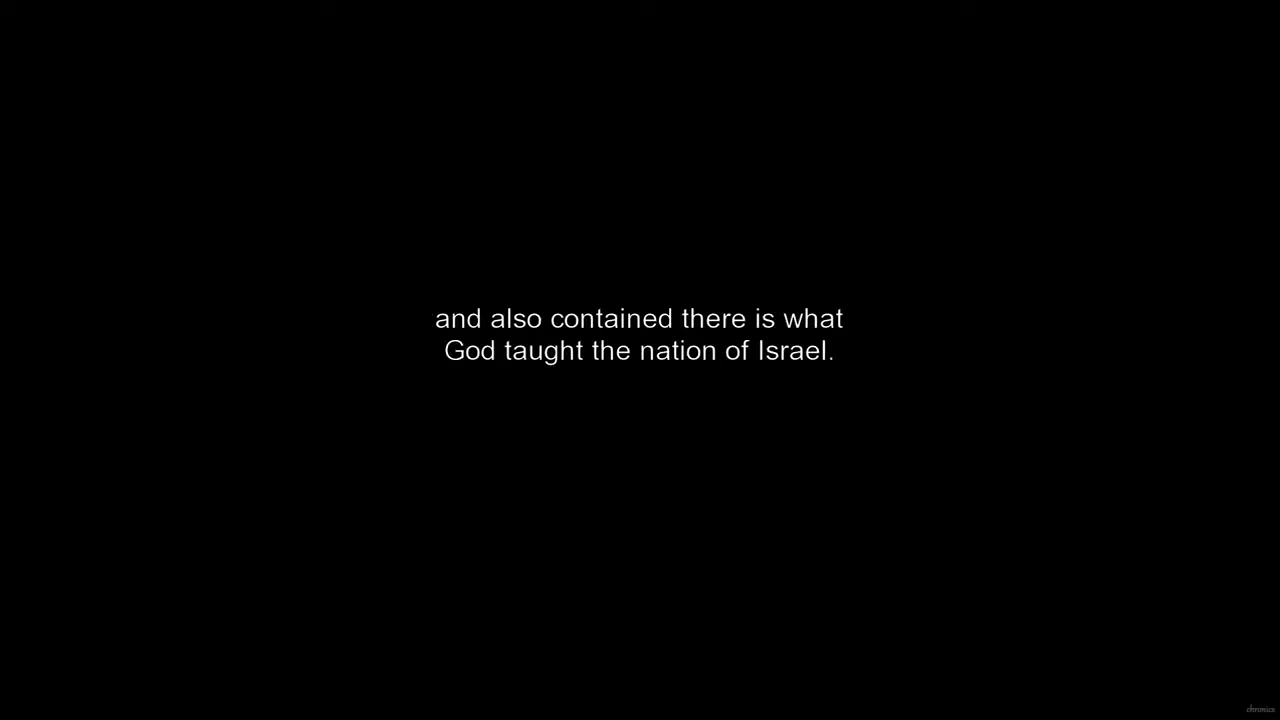 and also contained there is what
God taught the nation of Israel.